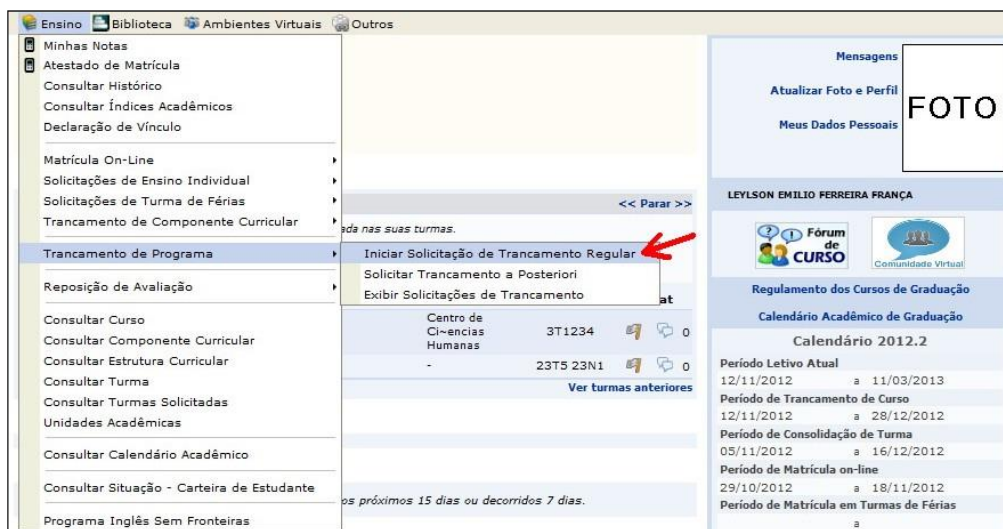 Ensino Biblioteca Ambientes Virtuais Outros
Minhas Notas
Atestado de Matrícula
Consultar Histórico
Consultar Índices Acadêmicos
Declaração de Vínculo
Matrícula On-Line
Solicitações de Ensino Individual
Solicitações de Turma de Férias
Trancamento de Componente Curricular
Trancamento de Programa
Reposição de Avaliação
Consultar Curso
Consultar Componente Curricular
Consultar Estrutura Curricular
Consultar Turma
Consultar Turmas Solicitadas
Unidades Acadêmicas
Consultar Calendário Acadêmico
Consultar Situação - Carteira de Estudante
Programa Inglês Sem Fronteiras
Iniciar Solicitação de Trancamento Regular
Solicitar Trancamento a Posteriori
Exibir Solicitações de Trancamento
<< Parar >>
nas suas turmas.
at
Centro de
Ci~encias
Humanas
3T1234
0
-
23T5 23N1
0
Ver turmas anteriores
os próximos 15 dias ou decorridos 7 dias.
Mensagens
Atualizar Foto e Perfil
Meus Dados Pessoais
FOTO
LEYLSON EMILIO FERREIRA FRANÇA
Fórum
de
CURSO
Comunidade Virtual
Regulamento dos Cursos de Graduação
Calendário Acadêmico de Graduação
Calendário 2012.2
Período Letivo Atual
12/11/2012 a 11/03/2013
Período de Trancamento de Curso
12/11/2012 a 28/12/2012
Período de Consolidação de Turma
05/11/2012 a 16/12/2012
Período de Matrícula on-line
29/10/2012 a 18/11/2012
Período de Matrícula em Turmas de Férias
a